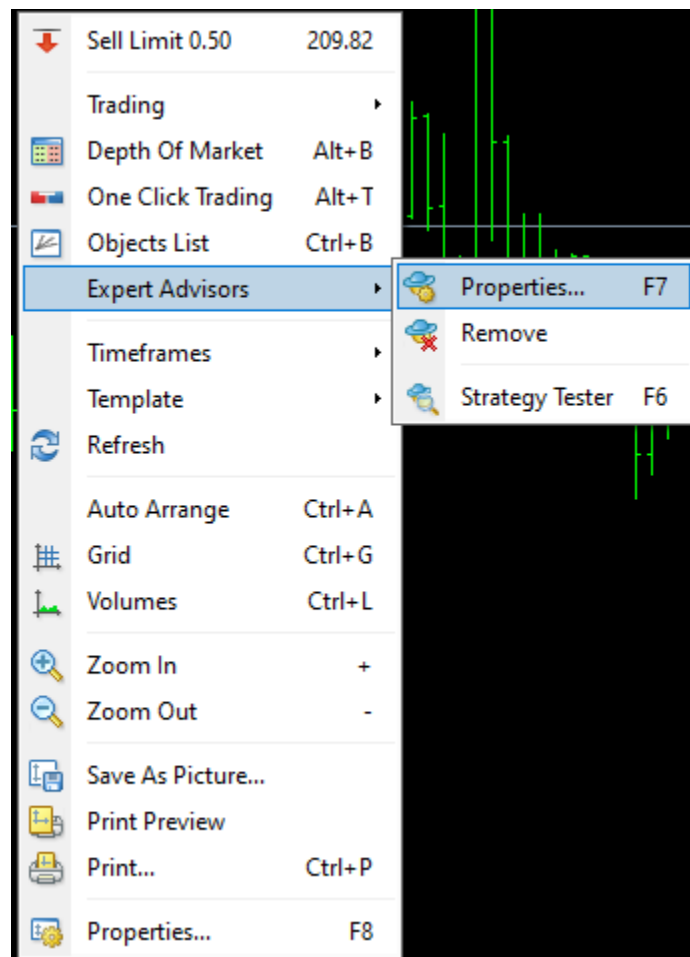 Sell Limit 0.50 209.82
Trading
Depth Of Market Alt+B
One Click Trading Alt+T
Objects List Ctrl+B
Expert Advisors
Properties... F7
Remove
Strategy Tester F6
Timeframes
Template
Refresh
Auto Arrange Ctrl+A
Grid Ctrl+G
Volumes Ctrl+L
Zoom In +
Zoom Out -
Save As Picture...
Print Preview
Print... Ctrl+P
Properties... F8